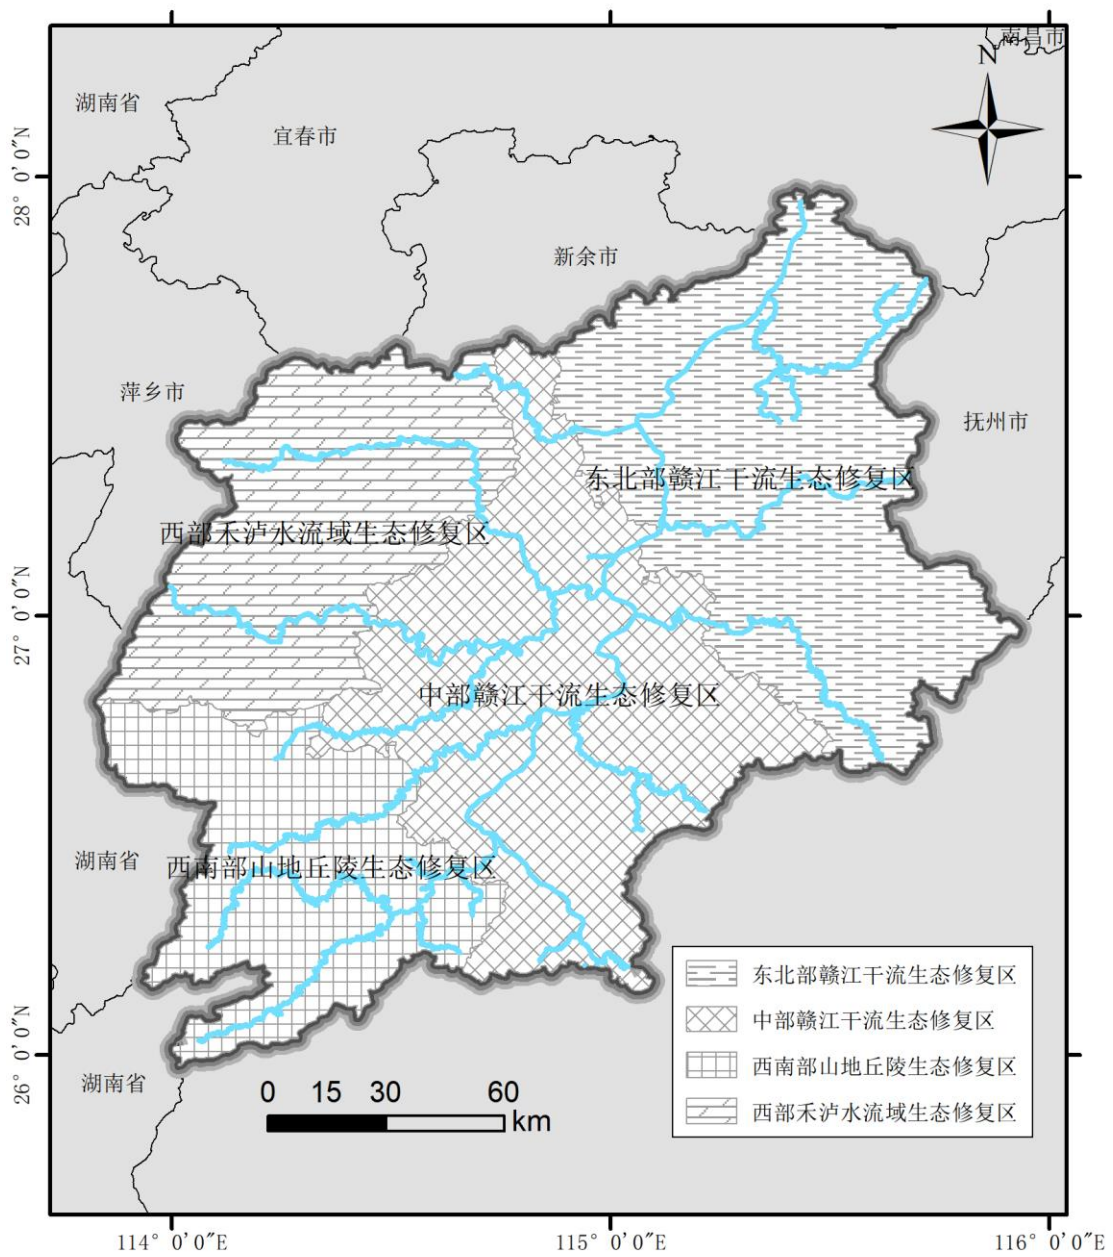 南昌市
N
湖南省
宜春市
28° 0′0″N
新余市
萍乡市
抚州市
东北部赣江干流生态修复区
西部禾泸水流域生态修复区
27° 0′0″N
中部赣江干流生态修复区
湖南省
西南部山地丘陵生态修复区
东北部赣江干流生态修复区
中部赣江干流生态修复区
西南部山地丘陵生态修复区
西部禾泸水流域生态修复区
26° 0′0″N
湖南省
0 15 30 60
km
114° 0′0″E 115° 0′0″E 116° 0′0″E